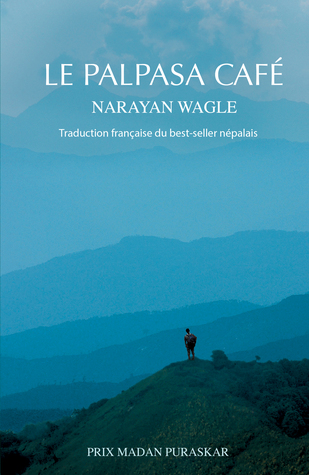 LE PALPASA CAFÉ
NARAYAN WAGLE
Traduction française du best-seller népalais
PRIX MADAN PURASKAR